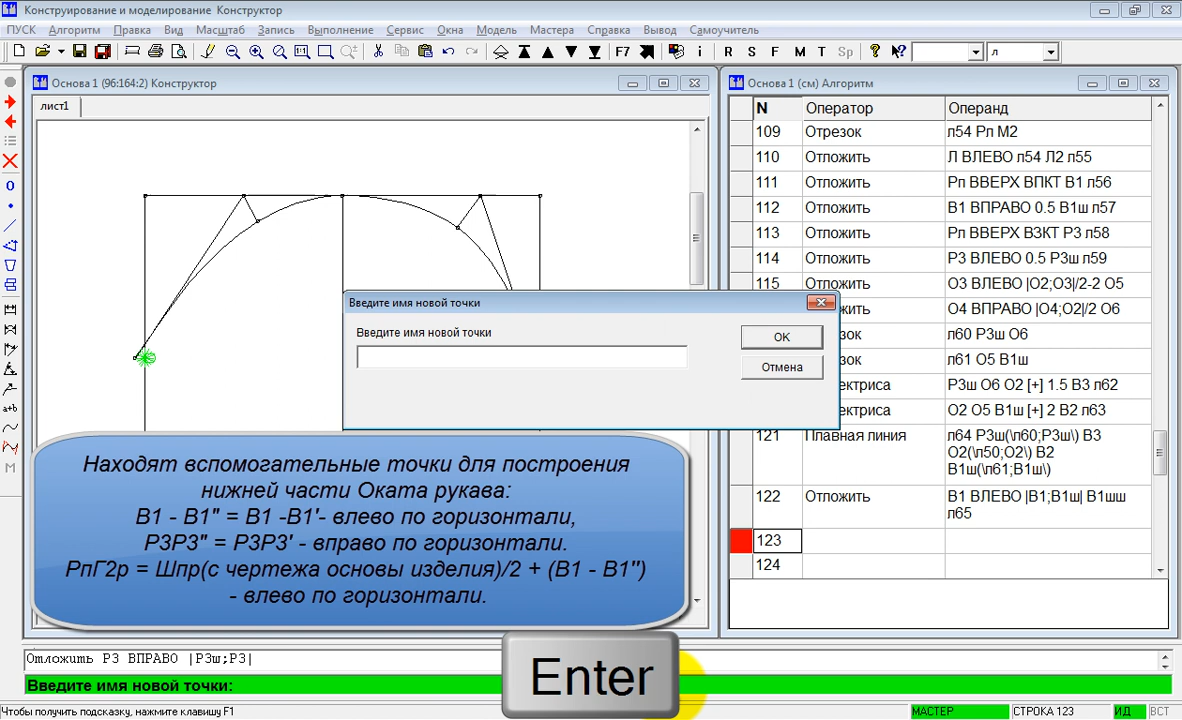 Конструирование и моделирование Конструктор
ПУСК Алгоритм Правка Вид Масштаб Запись Выполнение Сервис Окна Модель Мастера Справка Вывод Самоучитель
F7 i R S F M T Sp ? л
Основа 1 (96:164:2) Конструктор
лист1
Основа 1 (см) Алгоритм
N Оператор Операнд
109 Отрезок л54 Рл М2
110 Отложить Л ВЛЕВО л54 Л2 л55
111 Отложить Рп ВВЕРХ ВПКТ В1 л56
112 Отложить В1 ВПРАВО 0.5 В1ш л57
113 Отложить Рп ВВЕРХ ВЗКТ Р3 л58
114 Отложить Р3 ВЛЕВО 0.5 Р3ш л59
115 Отложить О3 ВЛЕВО |О2;О3|/2-2 О5
жить О4 ВПРАВО |О4;О2|/2 О6
зок л60 Р3ш О6
зок л61 О5 В1ш
ектриса Р3ш О6 О2 [+] 1.5 В3 л62
ектриса О2 О5 В1ш [+] 2 В2 л63
121 Плавная линия л64 Р3ш(\л60;Р3ш\) В3
О2(\л50;О2\) В2
В1ш(\л61;В1ш\)
122 Отложить В1 ВЛЕВО |В1;В1ш| В1шш
л65
123
124
Введите имя новой точки
Введите имя новой точки
OK
Отмена
Находят вспомогательные точки для построения
нижней части Оката рукава:
В1 - В1" = В1 -В1'- влево по горизонтали,
Р3Р3" = Р3Р3' - вправо по горизонтали.
РпГ2р = Шпр(с чертежа основы изделия)/2 + (В1 - В1")
- влево по горизонтали.
Отложить Р3 ВПРАВО |Р3ш;Р3|
Введите имя новой точки:
Enter
Чтобы получить подсказку, нажмите клавишу F1
МАСТЕР СТРОКА 123 ИД ВСТ
a+b
M